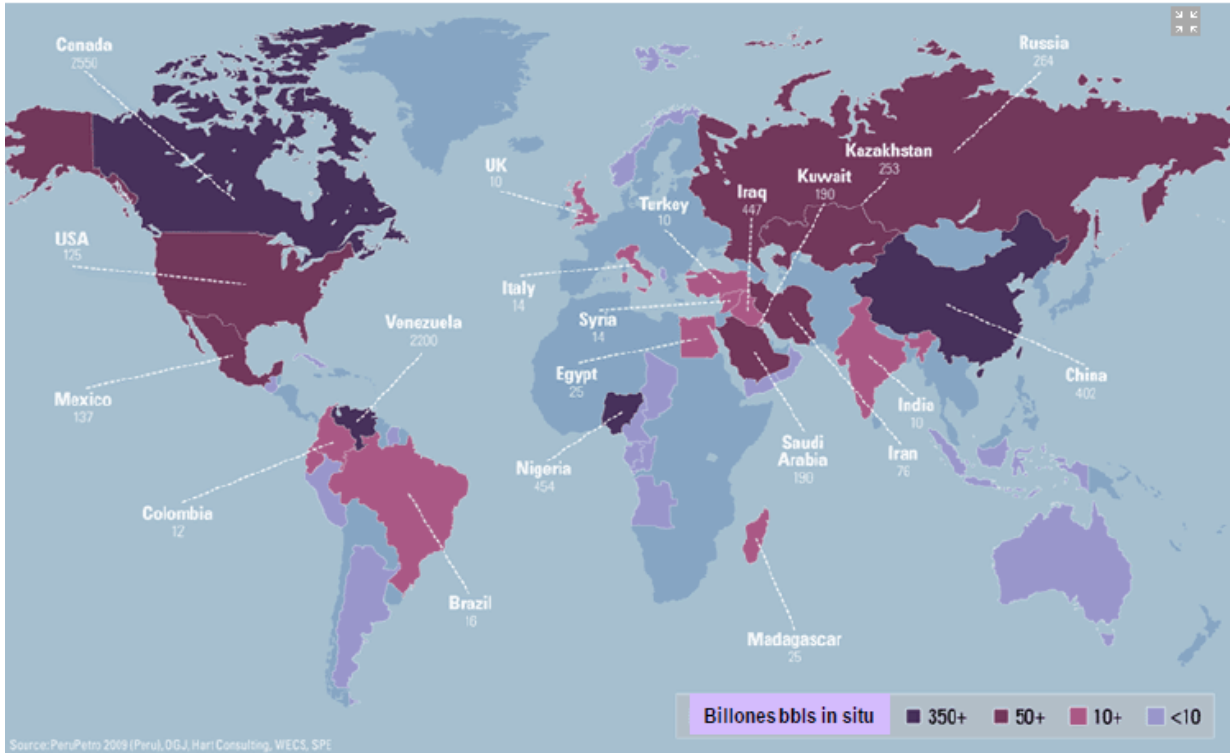 Canada
2550
Russia
264
UK
10
Kazakhstan
253
Kuwait
190
Iraq
447
Turkey
10
USA
125
Italy
14
Syria
14
Venezuela
2200
Egypt
25
China
402
Mexico
137
India
10
Saudi
Arabia
190
Iran
76
Nigeria
454
Colombia
12
Brazil
16
Madagascar
25
Billones bbls in situ
350+
50+
10+
<10
Source: PeruPetro 2009 (Peru), OGJ, Hart Consulting, WECS, SPE